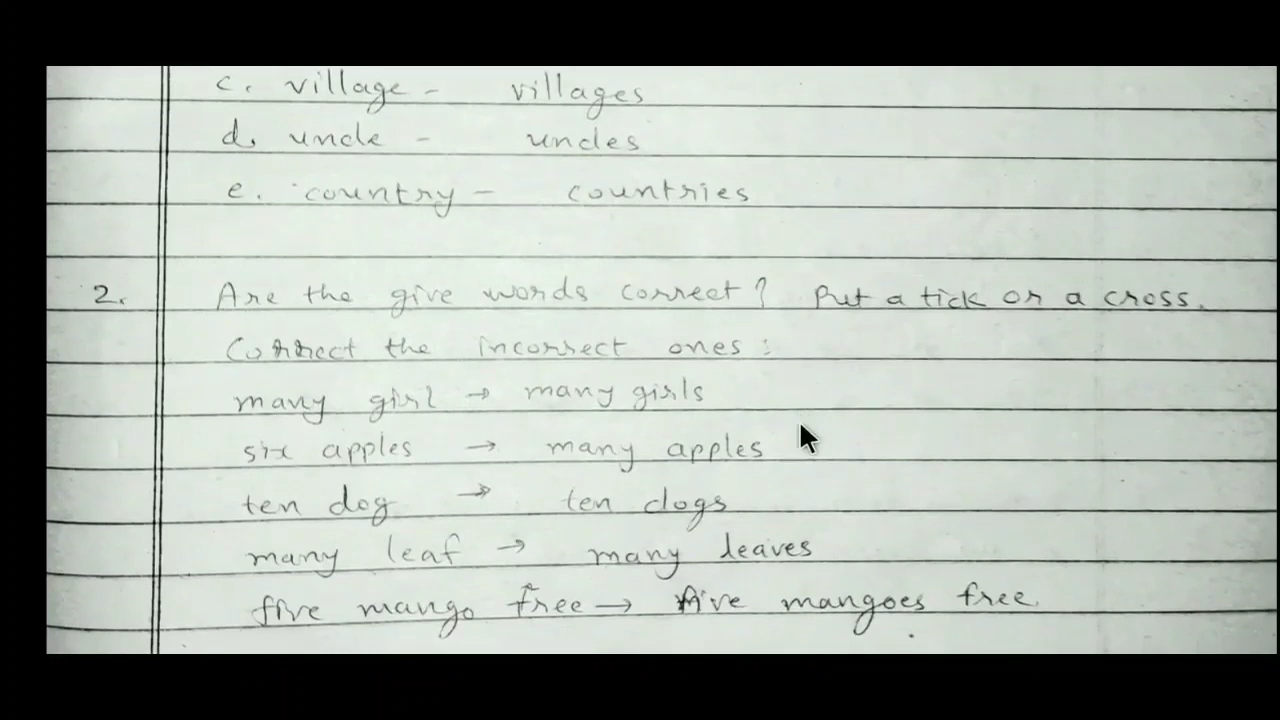 c. village - villages
d. uncle - uncles
e. country - countries
2. Are the give words correct? Put a tick or a cross.
Correct the incorrect ones :
many girl → many girls
six apples → many apples
ten dog → ten dogs
many leaf → many leaves
five mango free → five mangoes free.